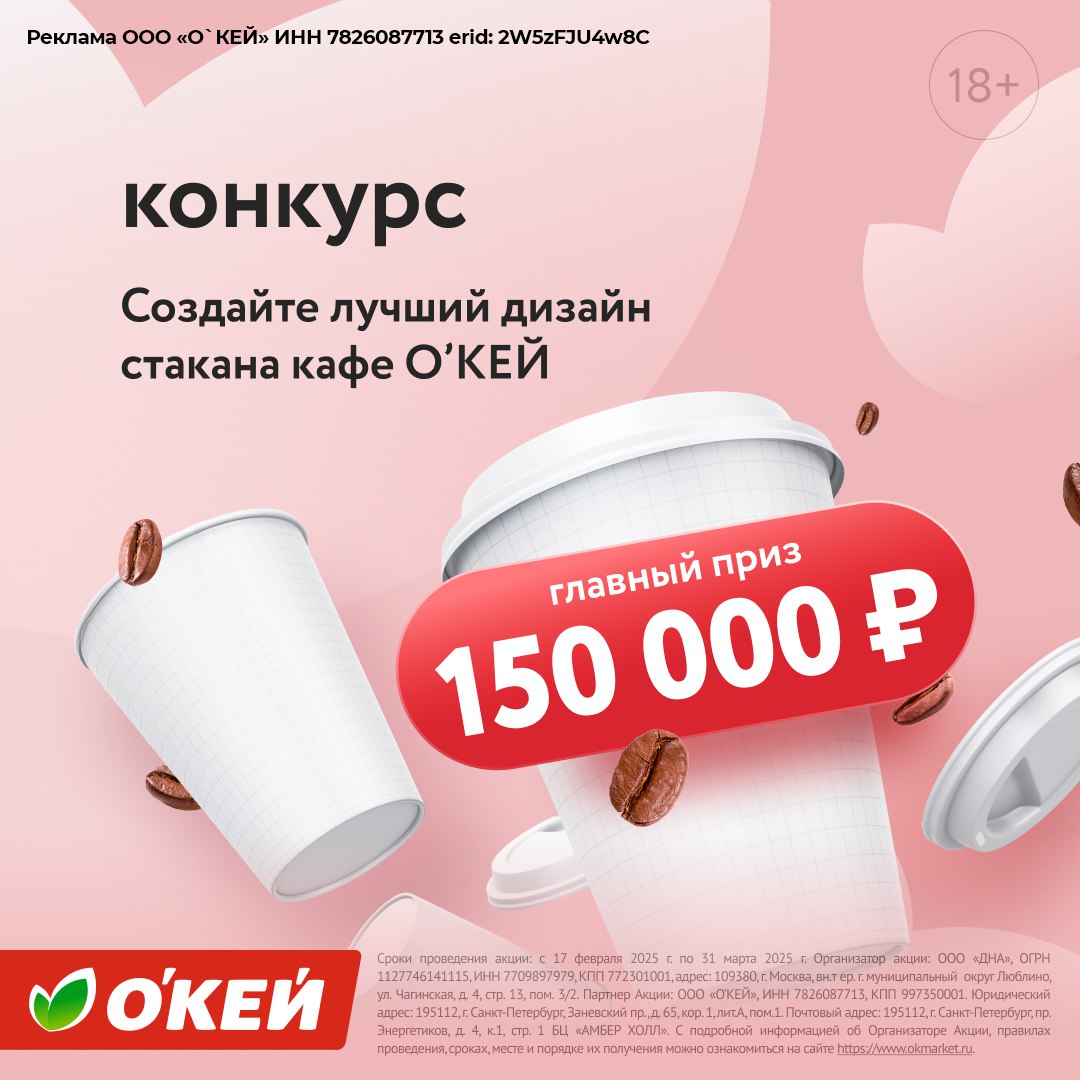 Реклама ООО «О`КЕЙ» ИНН 7826087713 erid: 2W5zFJU4w8C
18+
конкурс
Создайте лучший дизайн
стакана кафе О’КЕЙ
главный приз
150 000 ₽
О’КЕЙ
Сроки проведения акции: с 17 февраля 2025 г. по 31 марта 2025 г. Организатор акции: ООО «ДНА», ОГРН
1127746141115, ИНН 7709897979, КПП 772301001, адрес: 109380, г. Москва, вн.т ер. г. муниципальный округ Люблино,
ул. Чагинская, д. 4, стр. 13, пом. 3/2. Партнер Акции: ООО «О’КЕЙ», ИНН 7826087713, КПП 997350001. Юридический
адрес: 195112, г. Санкт-Петербург, Заневский пр., д. 65, кор. 1, лит.А, пом.1. Почтовый адрес: 195112, г. Санкт-Петербург, пр.
Энергетиков, д. 4, к.1, стр. 1 БЦ «АМБЕР ХОЛЛ». С подробной информацией об Организаторе Акции, правилах
проведения, сроках, месте и порядке их получения можно ознакомиться на сайте https://www.okmarket.ru.